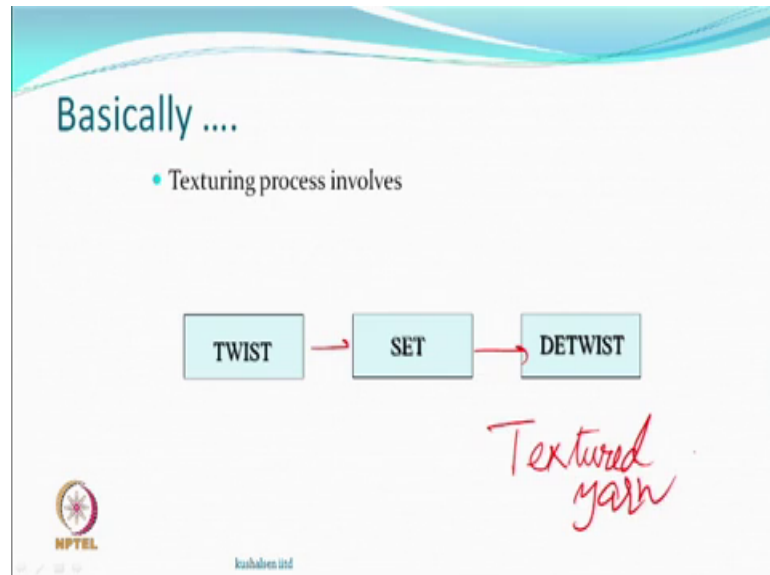 Basically ....
• Texturing process involves
TWIST
SET
DETWIST
Textured
yarn
NPTEL
kushalsen iitd